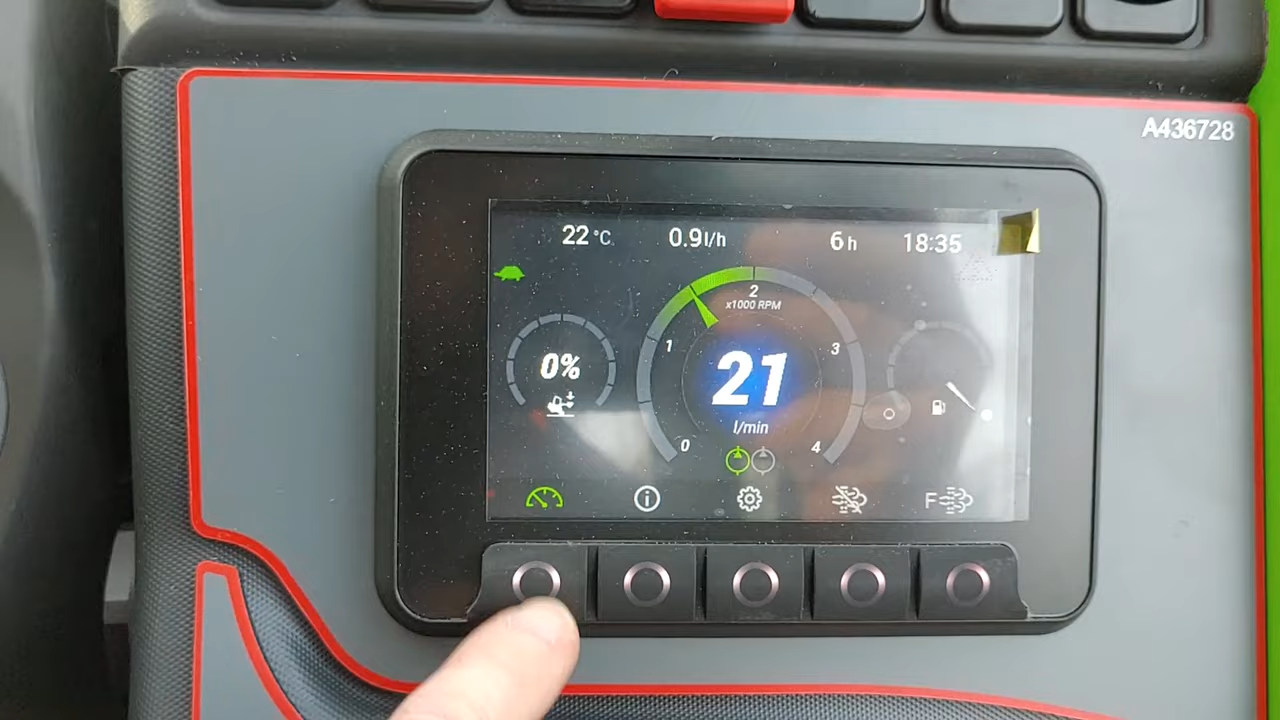 A436728
22 °C 0.9 l/h 6 h 18:35
2
x1000 RPM
1 3
0% 21
l/min
0 4
F